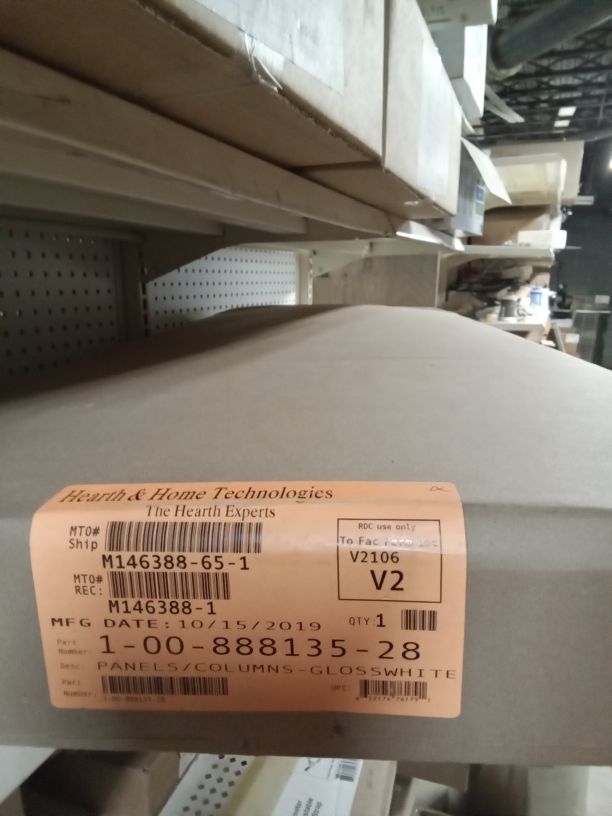 Hearth & Home Technologies
The Hearth Experts
MTO#
Ship
M146388-65-1
MTO#
REC:
M146388-1
RDC use only
To Fac
V2106
V2
MFG DATE: 10/15/2019
QTY: 1
Part
Number:
1-00-888135-28
Desc: PANELS/COLUMNS-GLOSSWHITE
Part
Number:
UPC: